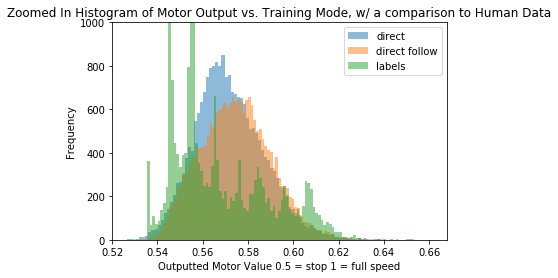 Zoomed In Histogram of Motor Output vs. Training Mode, w/ a comparison to Human Data
1000
800
600
400
200
0
Frequency
direct
direct follow
labels
0.52 0.54 0.56 0.58 0.60 0.62 0.64 0.66
Outputted Motor Value 0.5 = stop 1 = full speed